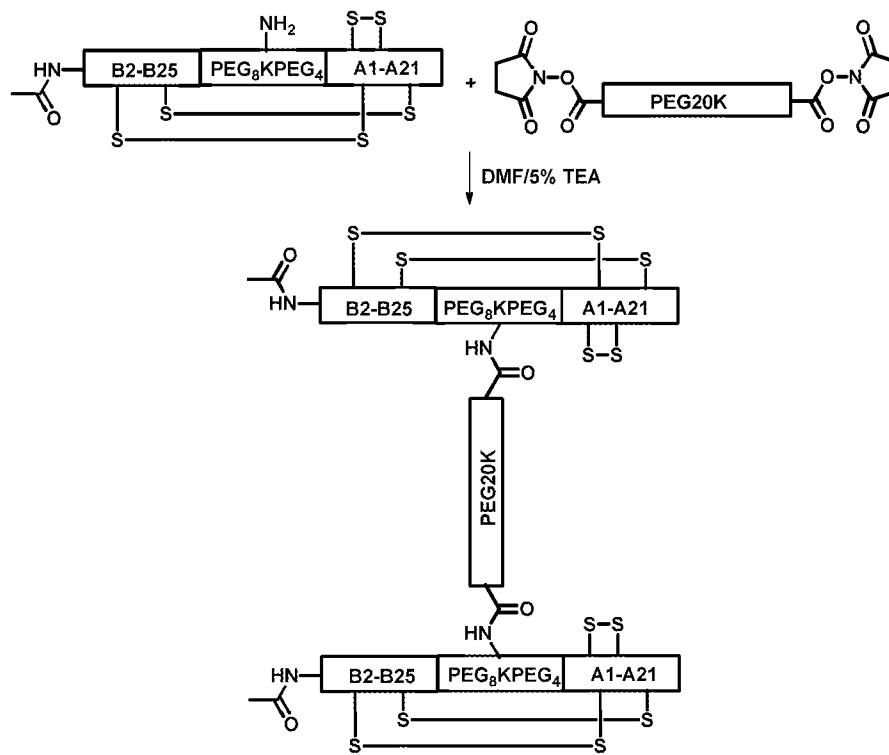 NH₂
S-S
HN
B2-B25 PEG₈KPEG₄ A1-A21
O
S S
S S
+
O
N-O
O
O
PEG20K
O
O-N
O
O
DMF/5% TEA
S S
S S
O
HN
B2-B25 PEG₈KPEG₄ A1-A21
HN
S-S
O
PEG20K
O
HN
S-S
HN
B2-B25 PEG₈KPEG₄ A1-A21
O
S S
S S